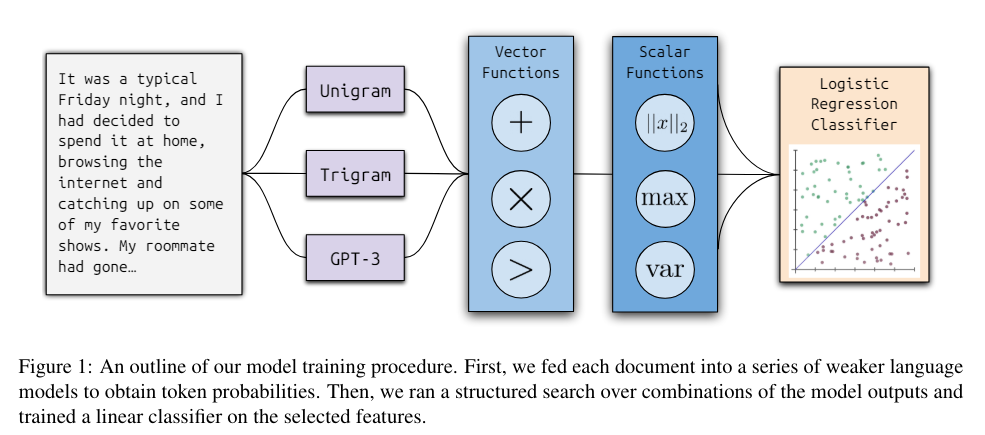 It was a typical
Friday night, and I
had decided to
spend it at home,
browsing the
internet and
catching up on some
of my favorite
shows. My roommate
had gone…
Unigram
Trigram
GPT-3
Vector
Functions
+
×
>
Scalar
Functions
||x||₂
max
var
Logistic
Regression
Classifier
Figure 1: An outline of our model training procedure. First, we fed each document into a series of weaker language
models to obtain token probabilities. Then, we ran a structured search over combinations of the model outputs and
trained a linear classifier on the selected features.